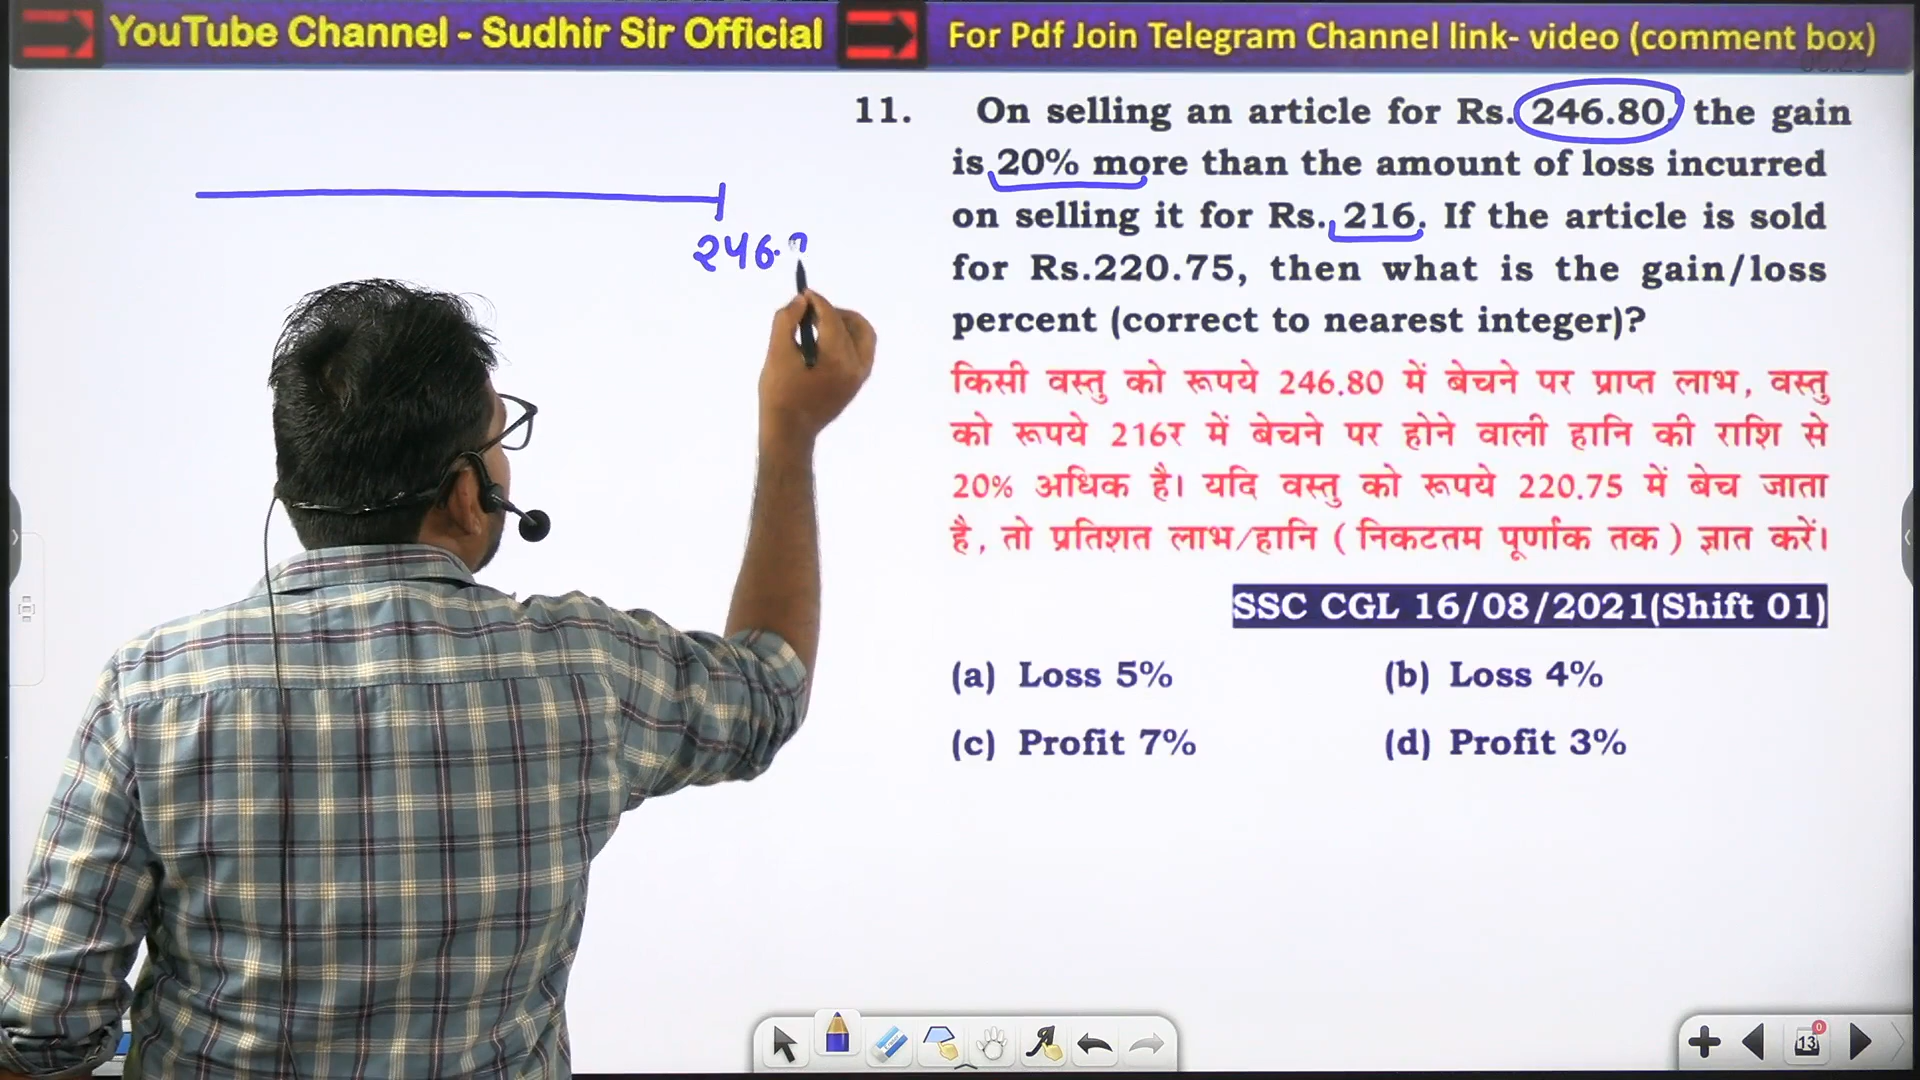 YouTube Channel - Sudhir Sir Official
For Pdf Join Telegram Channel link- video (comment box)
11. On selling an article for Rs. 246.80, the gain
is 20% more than the amount of loss incurred
on selling it for Rs. 216. If the article is sold
for Rs.220.75, then what is the gain/loss
percent (correct to nearest integer)?
246.
किसी वस्तु को रूपये 246.80 में बेचने पर प्राप्त लाभ, वस्तु
को रूपये 216र में बेचने पर होने वाली हानि की राशि से
20% अधिक है। यदि वस्तु को रूपये 220.75 में बेच जाता
है, तो प्रतिशत लाभ/हानि (निकटतम पूर्णाक तक) ज्ञात करें।
SSC CGL 16/08/2021(Shift 01)
(a) Loss 5% (b) Loss 4%
(c) Profit 7% (d) Profit 3%
13
0